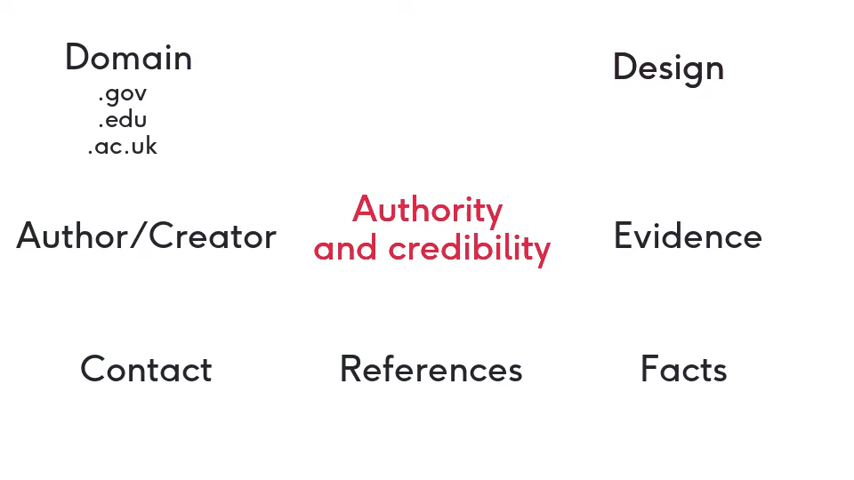 Domain
.gov
.edu
.ac.uk
Design
Author/Creator
Authority
and credibility
Evidence
Contact
References
Facts